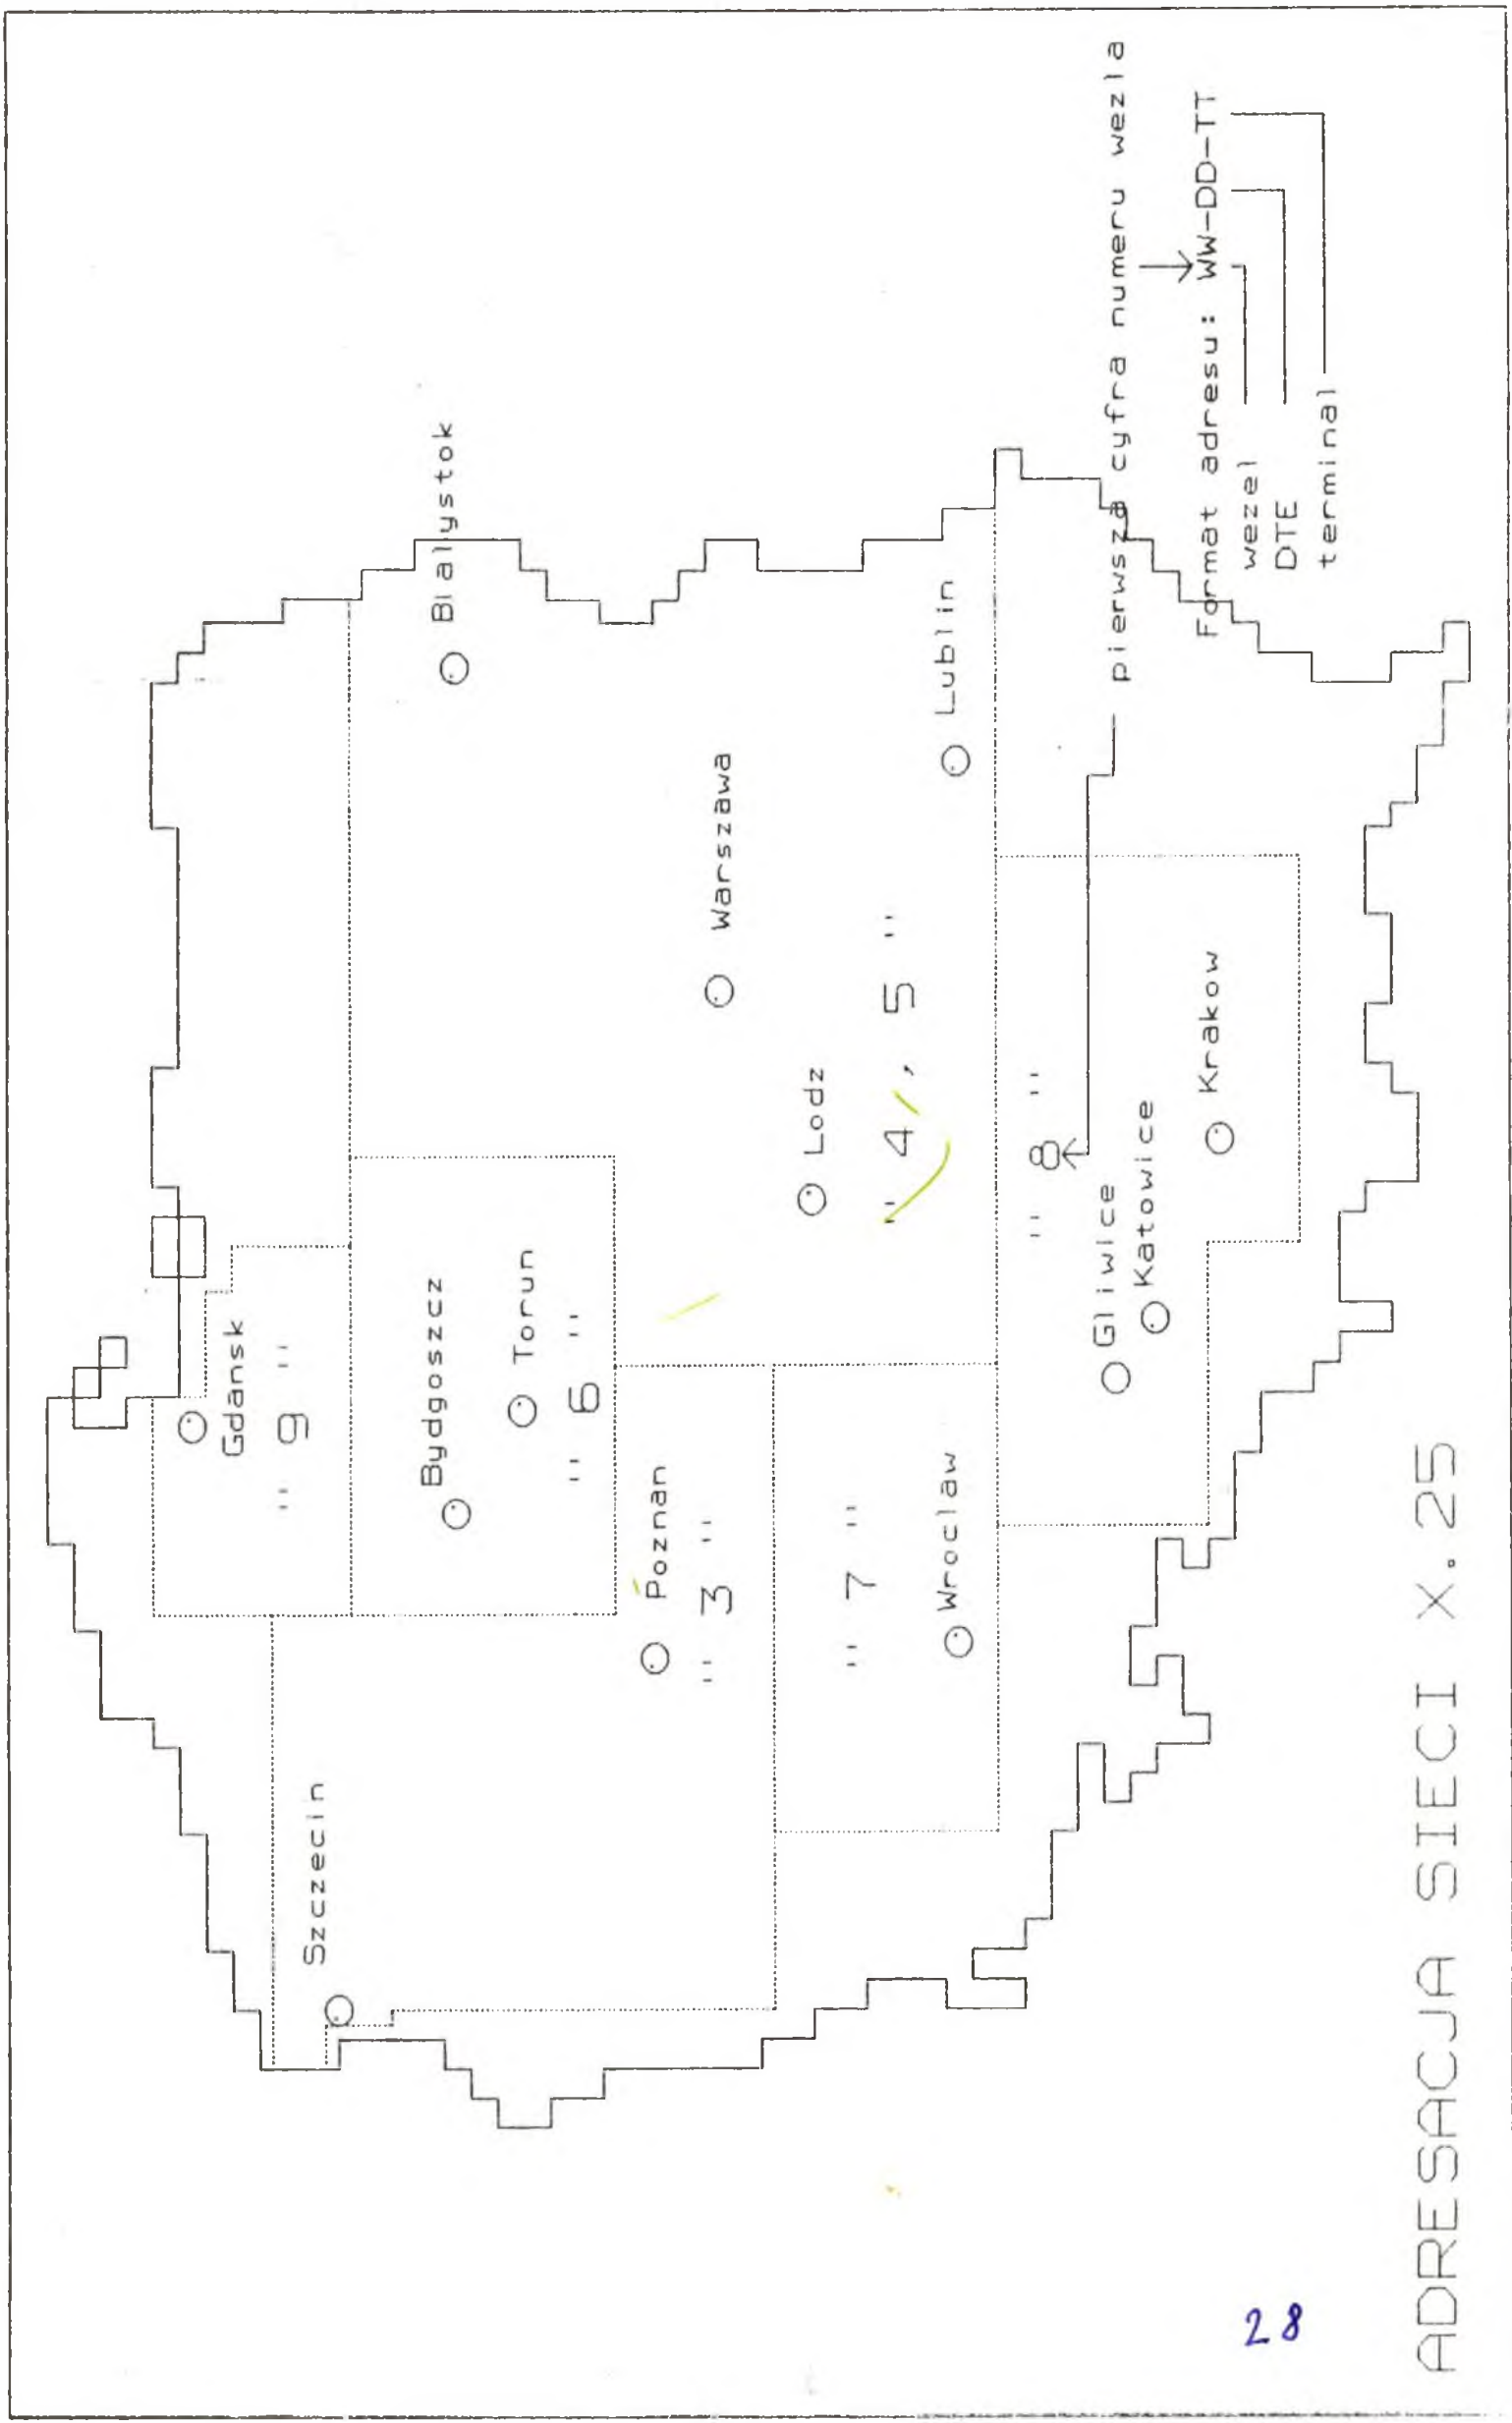 Gdansk
" 9 "
Szczecin
Bydgoszcz
Bialystok
Torun
" 6 "
Poznan
" 3 "
Warszawa
Lodz
" 7 "
" 4, 5 "
Wroclaw
Lublin
" 8 "
Gliwice
Katowice
Krakow
pierwsza cyfra numeru wezla
Format adresu: WW-DD-TT
wezel
DTE
terminal
ADRESACJA SIECI X.25
28